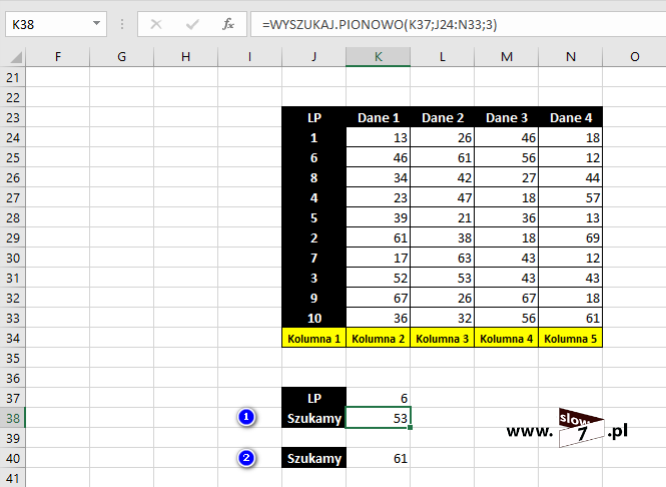 K38 fx =WYSZUKAJ.PIONOWO(K37;J24:N33;3)
F G H I J K L M N O
21
22
23 LP Dane 1 Dane 2 Dane 3 Dane 4
24 1 13 26 46 18
25 6 46 61 56 12
26 8 34 42 27 44
27 4 23 47 18 57
28 5 39 21 36 13
29 2 61 38 18 69
30 7 17 63 43 12
31 3 52 53 43 43
32 9 67 26 67 18
33 10 36 32 56 61
34 Kolumna 1 Kolumna 2 Kolumna 3 Kolumna 4 Kolumna 5
35
36
37 LP 6
38 1 Szukamy 53
39 www.slow7.pl
40 2 Szukamy 61
41